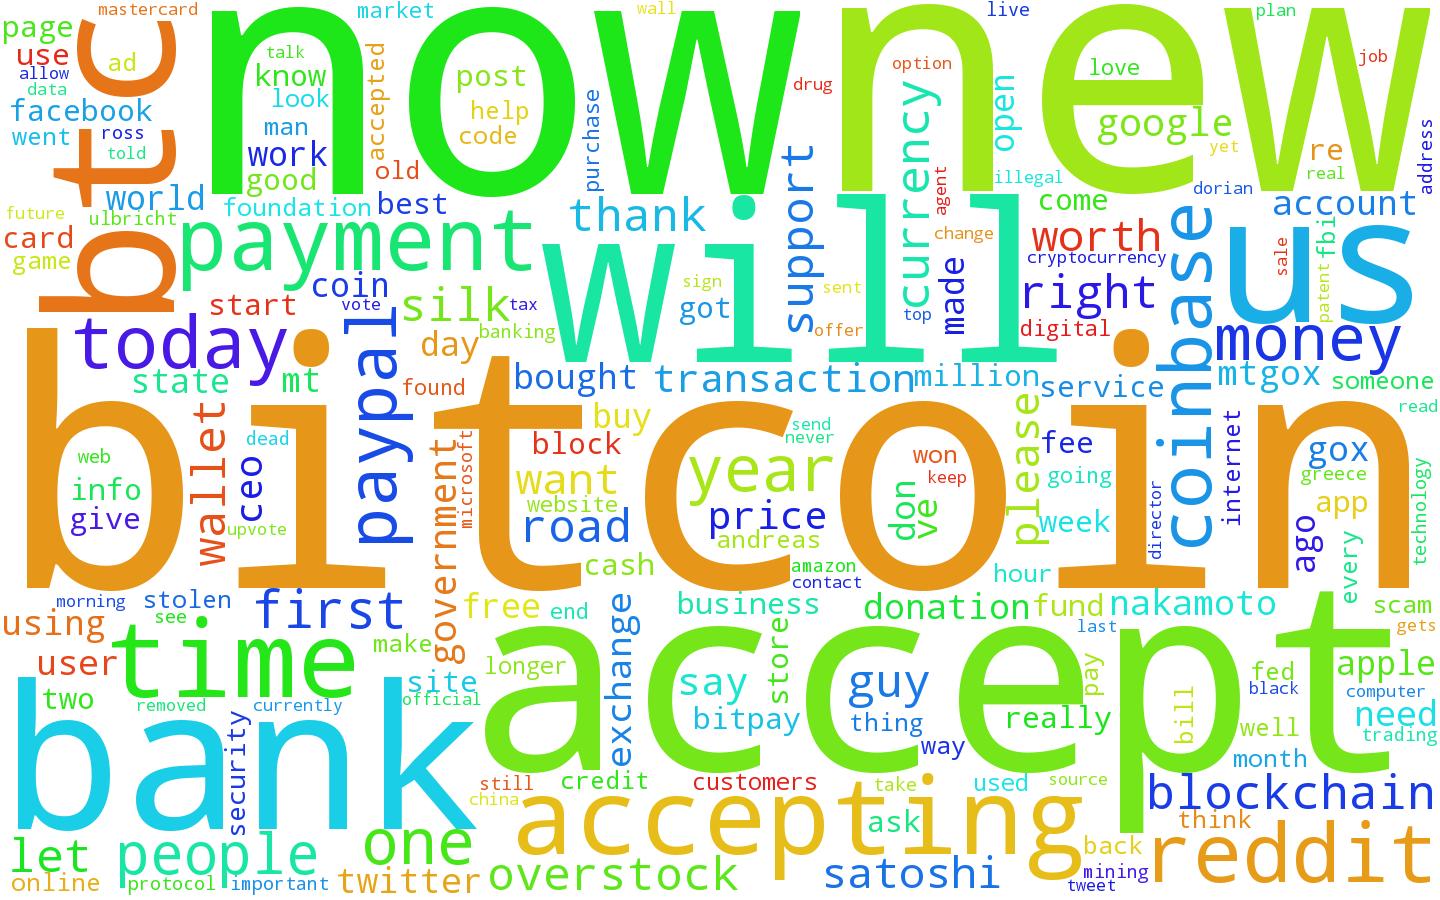 bitcoin
now
new
will
accept
bank
btc
us
payment
accepting
time
reddit
today
money
coinbase
paypal
people
one
first
blockchain
overstock
satoshi
twitter
let
silk
year
road
price
want
thank
support
currency
google
worth
right
account
mtgox
transaction
million
bought
buy
block
coin
wallet
government
exchange
donation
fund
nakamoto
business
free
cash
guy
say
bitpay
store
site
user
using
two
mastercard
page
use
allow
data
ad
facebook
went
ross
told
market
talk
know
look
man
work
good
accepted
old
post
help
code
wall
purchase
drug
live
option
open
love
plan
job
yet
re
real
address
illegal
agent
dorian
world
foundation
best
future
ulbricht
card
game
come
change
cryptocurrency
made
fbi
sale
patent
start
vote
tax
sign
got
sent
offer
top
digital
banking
day
state
mt
found
service
someone
read
web
info
give
dead
ceo
upvote
microsoft
website
send
never
andreas
amazon
contact
won
keep
don
ve
please
fee
going
week
hour
director
internet
gox
greece
app
ago
every
technology
morning
stolen
see
end
last
scam
gets
make
longer
official
removed
currently
security
still
credit
china
customers
thing
way
take
used
source
ask
really
pay
bill
fed
black
well
apple
computer
need
trading
month
think
back
mining
tweet
online
protocol
important